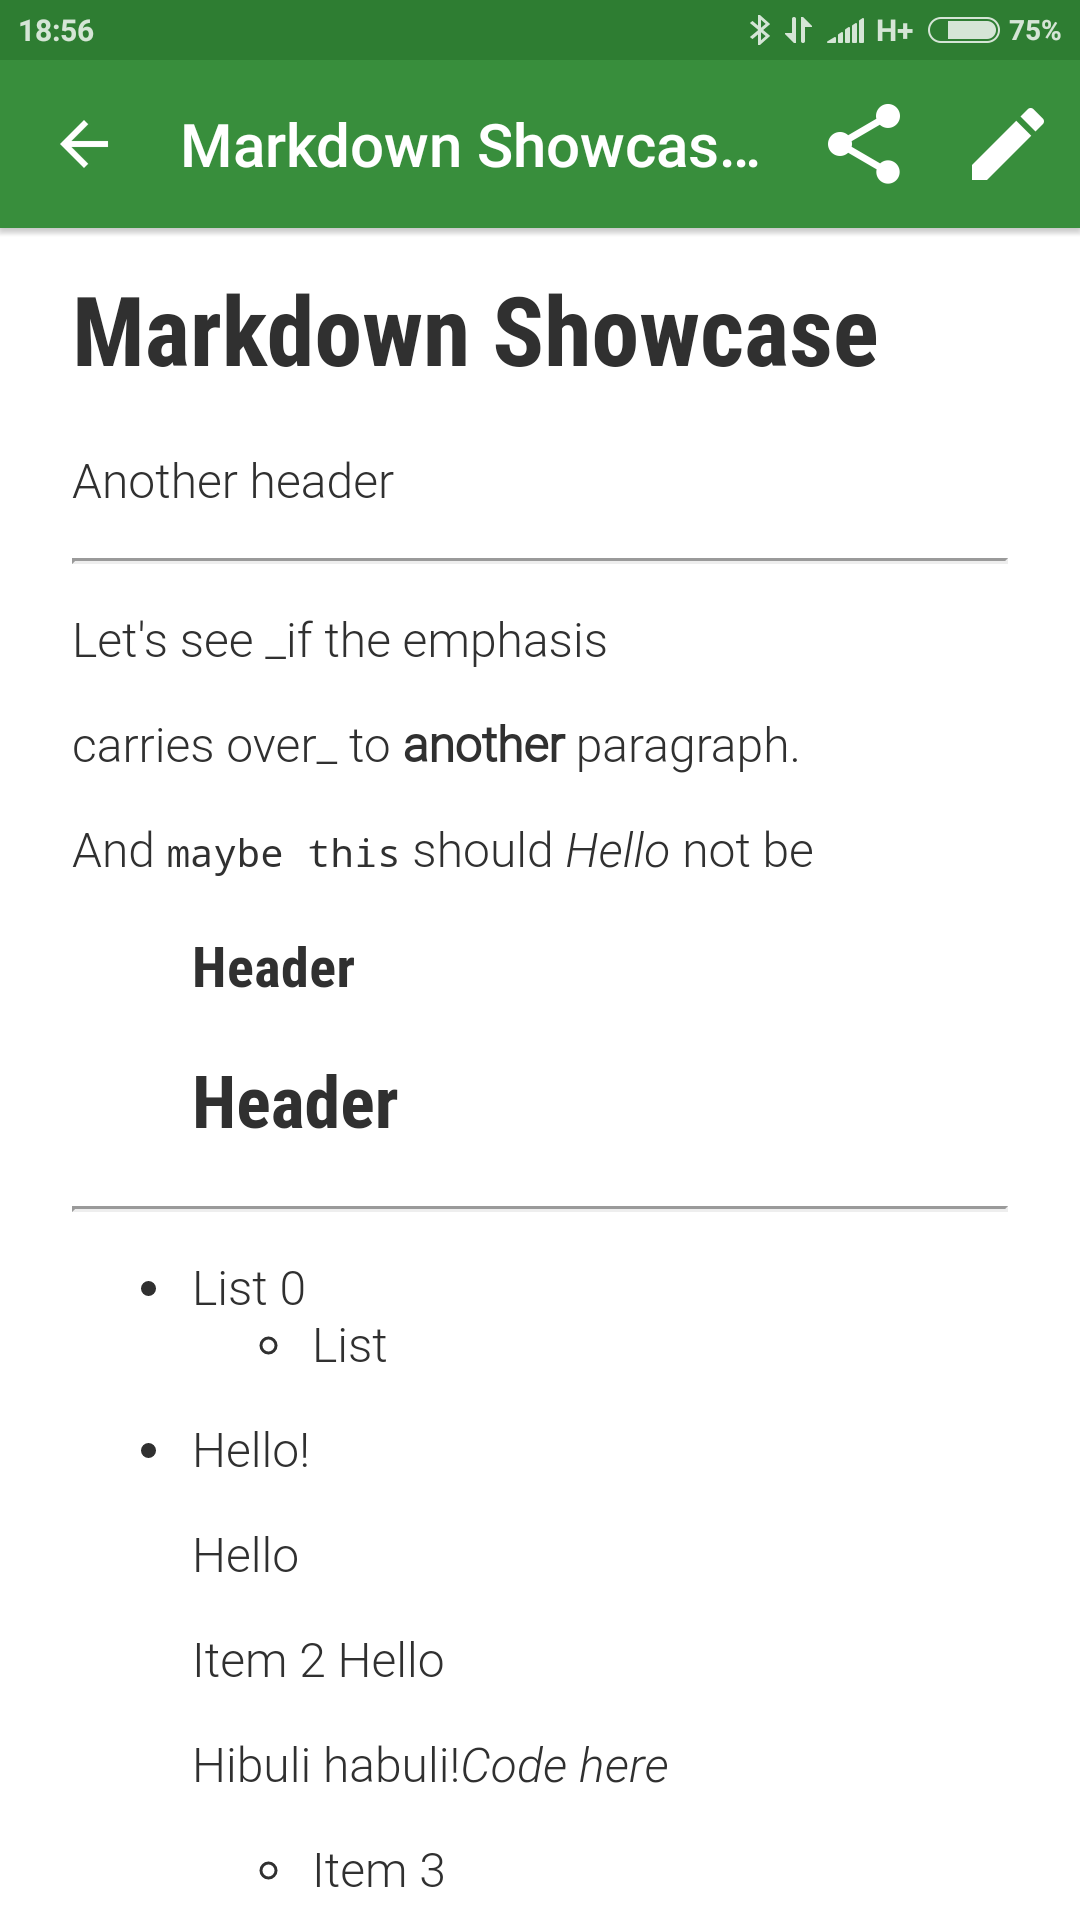 18:56 H+ 75%
Markdown Showcas...
Markdown Showcase
Another header
Let's see _if the emphasis
carries over_ to another paragraph.
And maybe this should Hello not be
Header
Header
List 0
List
Hello!
Hello
Item 2 Hello
Hibuli habuli!Code here
Item 3